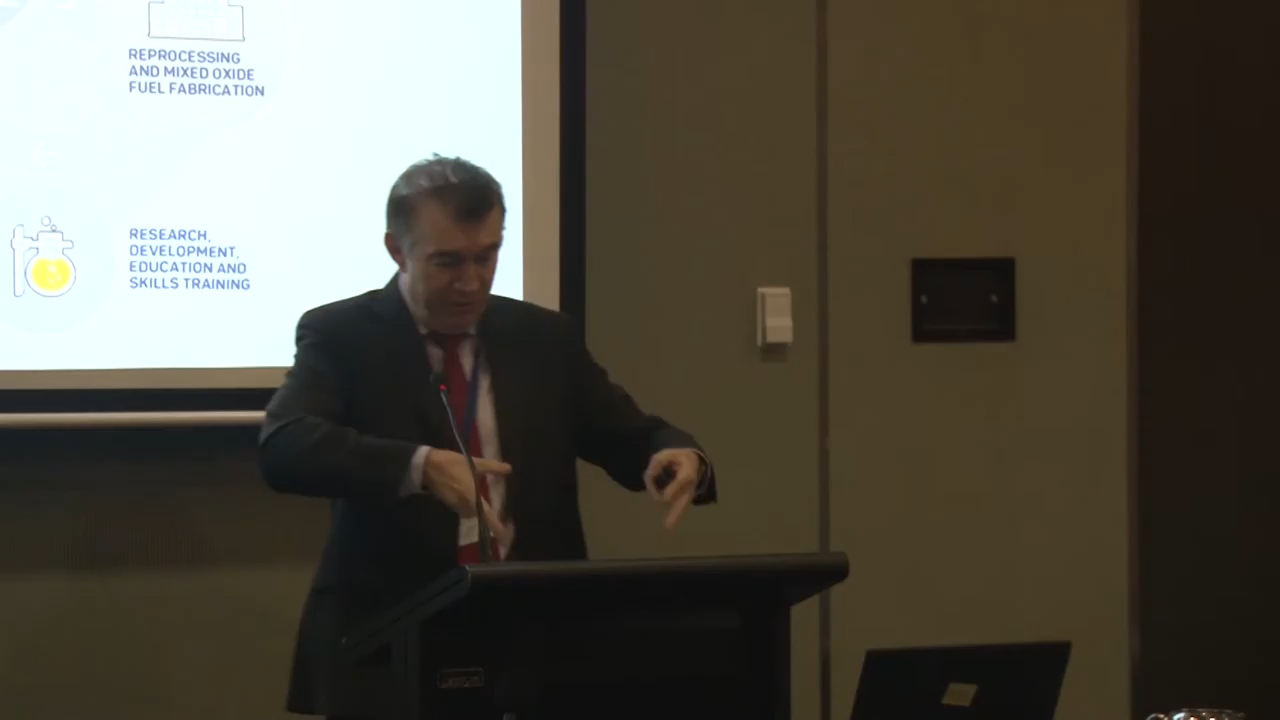 REPROCESSING
AND MIXED OXIDE
FUEL FABRICATION
RESEARCH,
DEVELOPMENT,
EDUCATION AND
SKILLS TRAINING